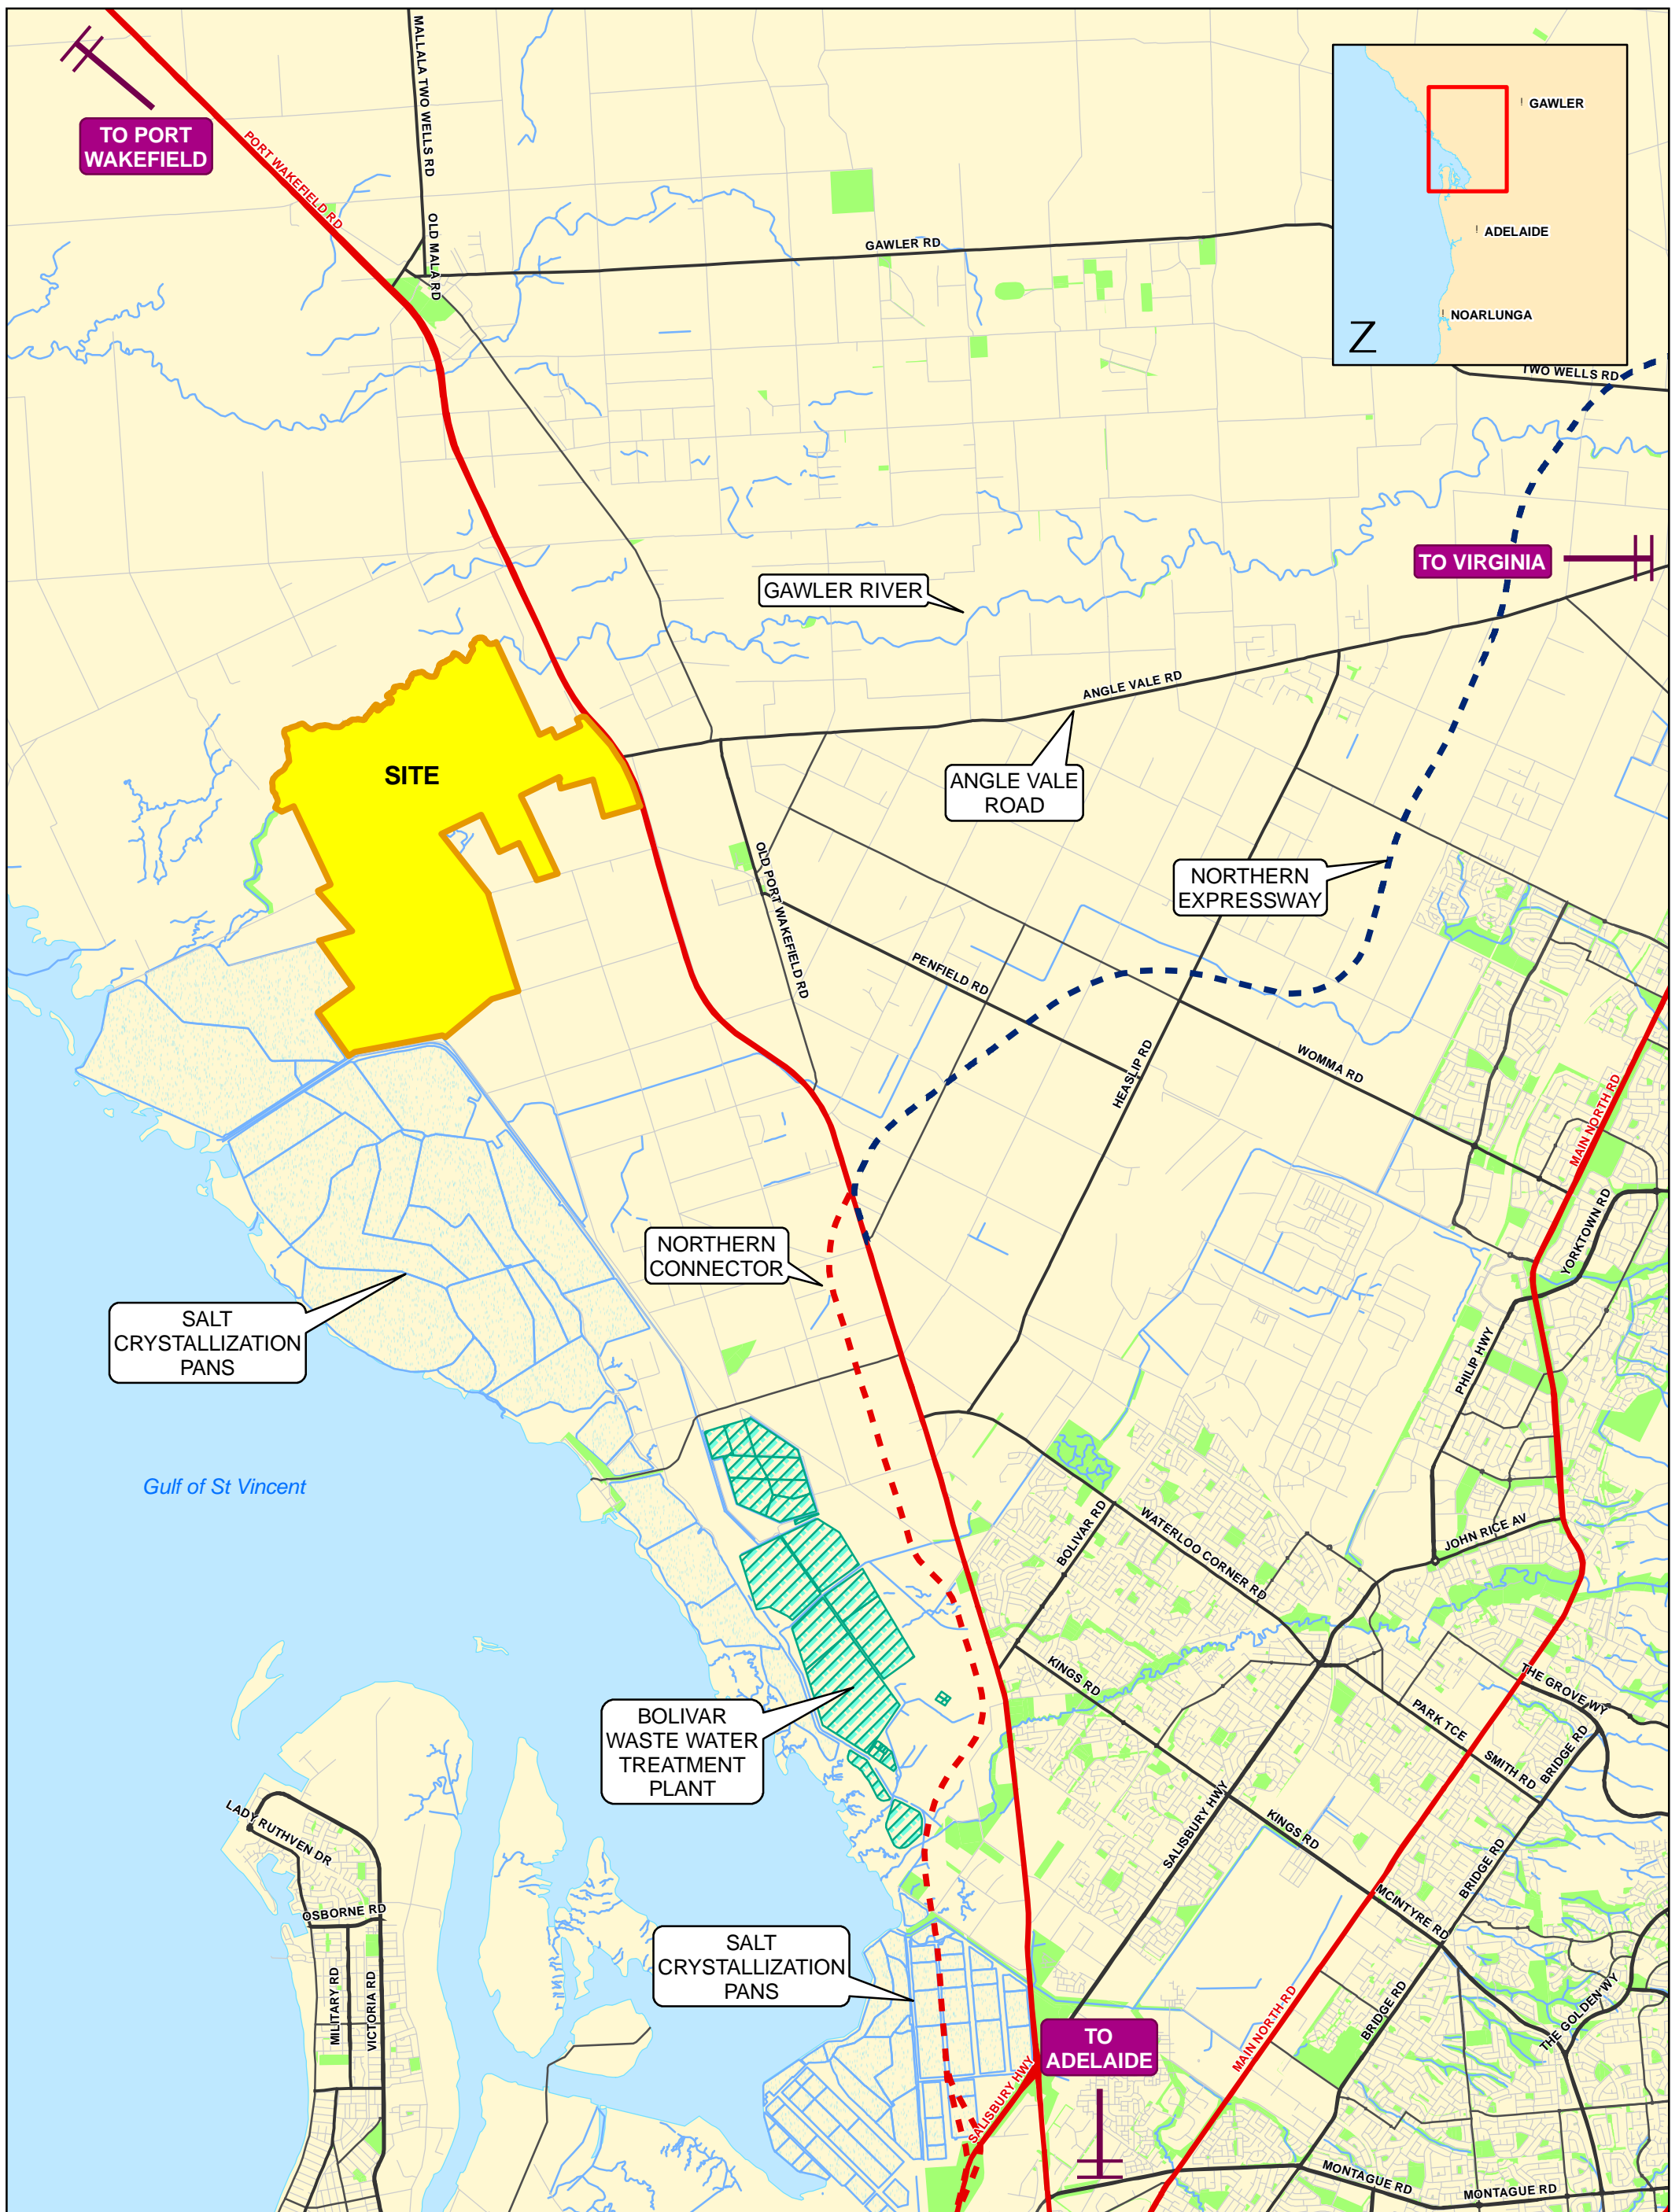 MALLALA TWO WELLS RD
TO PORT
WAKEFIELD
PORT WAKEFIELD RD
OLD MALA RD
GAWLER RD
GAWLER
ADELAIDE
NOARLUNGA
Z
TWO WELLS RD
TO VIRGINIA
GAWLER RIVER
ANGLE VALE RD
SITE
ANGLE VALE
ROAD
OLD PORT WAKEFIELD RD
NORTHERN
EXPRESSWAY
PENFIELD RD
HEASLIP RD
WOMMA RD
MAIN NORTH RD
YORKTOWN RD
NORTHERN
CONNECTOR
SALT
CRYSTALLIZATION
PANS
PHILIP HWY
Gulf of St Vincent
BOLIVAR RD
WATERLOO CORNER RD
JOHN RICE AV
KINGS RD
THE GROVE WY
PARK TCE
SMITH RD
BRIDGE RD
BOLIVAR
WASTE WATER
TREATMENT
PLANT
LADY RUTHVEN DR
SALISBURY HWY
KINGS RD
BRIDGE RD
MCINTYRE RD
OSBORNE RD
SALT
CRYSTALLIZATION
PANS
MILITARY RD
VICTORIA RD
MAIN NORTH RD
BRIDGE RD
THE GOLDEN WY
TO
ADELAIDE
SALISBURY HWY
MONTAGUE RD
MONTAGUE RD